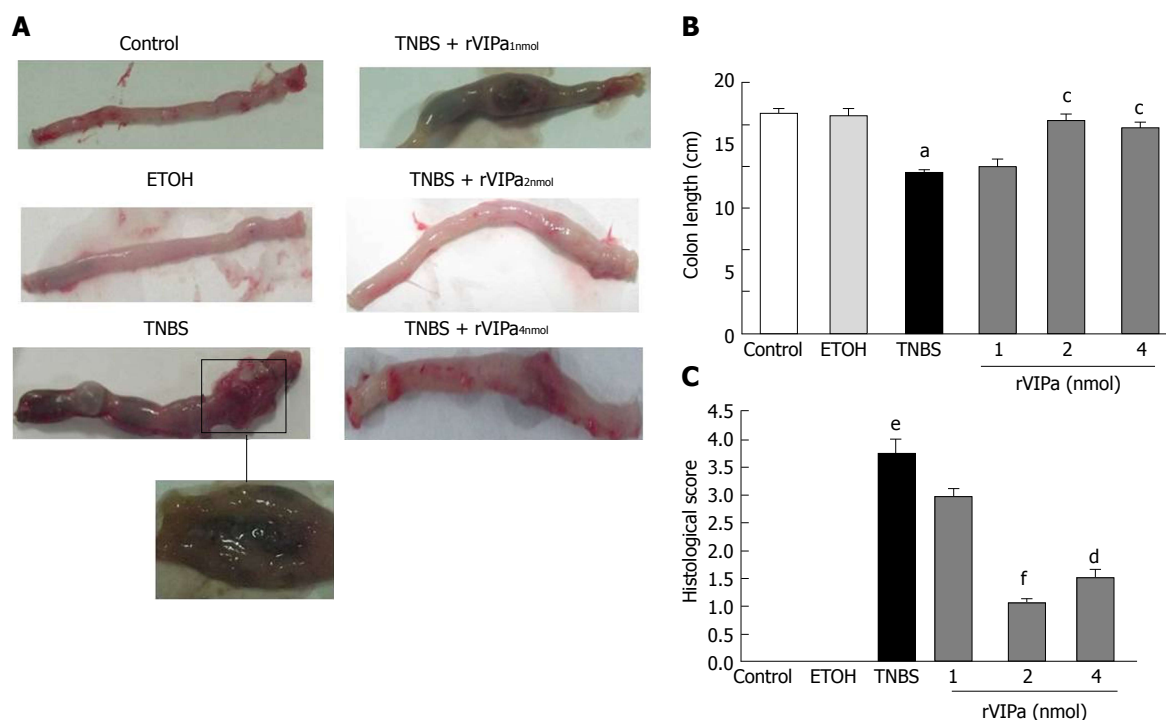 A
Control
TNBS + rVIPa1nmol
ETOH
TNBS + rVIPa2nmol
TNBS
TNBS + rVIPa4nmol
B
Colon length (cm)
20
15
10
5
0
a
c
c
Control ETOH TNBS 1 2 4
rVIPa (nmol)
C
Histological score
4.5
4.0
3.5
3.0
2.5
2.0
1.5
1.0
0.5
0.0
e
f
d
Control ETOH TNBS 1 2 4
rVIPa (nmol)